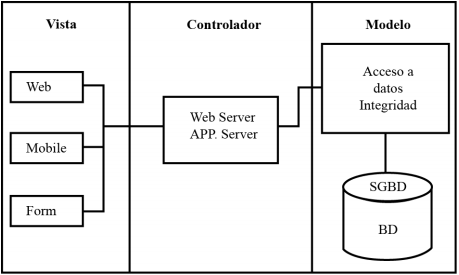 Vista
Controlador
Modelo
Web
Mobile
Form
Web Server
APP. Server
Acceso a
datos
Integridad
SGBD
BD